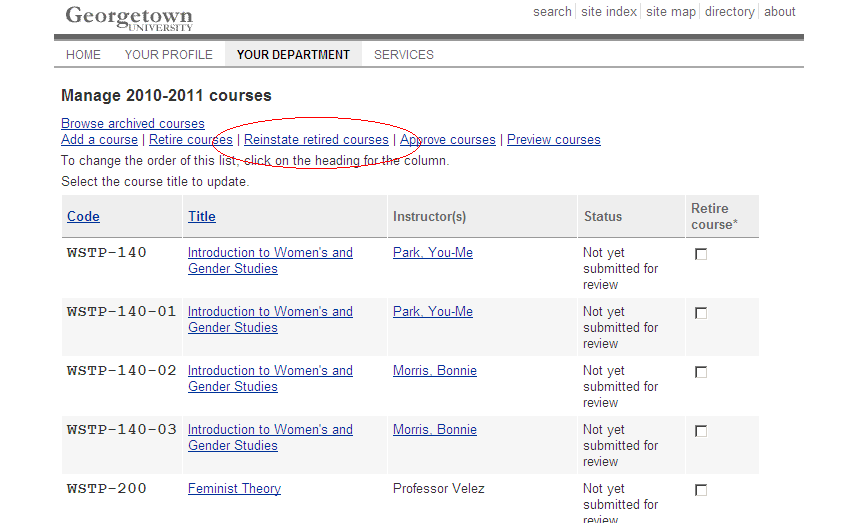 Georgetown
UNIVERSITY
search site index site map directory about
HOME YOUR PROFILE YOUR DEPARTMENT SERVICES
Manage 2010-2011 courses
Browse archived courses
Add a course | Retire courses | Reinstate retired courses | Approve courses | Preview courses
To change the order of this list, click on the heading for the column.
Select the course title to update.
Code Title Instructor(s) Status Retire course*
WSTP-140 Introduction to Women's and Park, You-Me Not yet
Gender Studies submitted for
review
WSTP-140-01 Introduction to Women's and Park, You-Me Not yet
Gender Studies submitted for
review
WSTP-140-02 Introduction to Women's and Morris, Bonnie Not yet
Gender Studies submitted for
review
WSTP-140-03 Introduction to Women's and Morris, Bonnie Not yet
Gender Studies submitted for
review
WSTP-200 Feminist Theory Professor Velez Not yet
submitted for
review